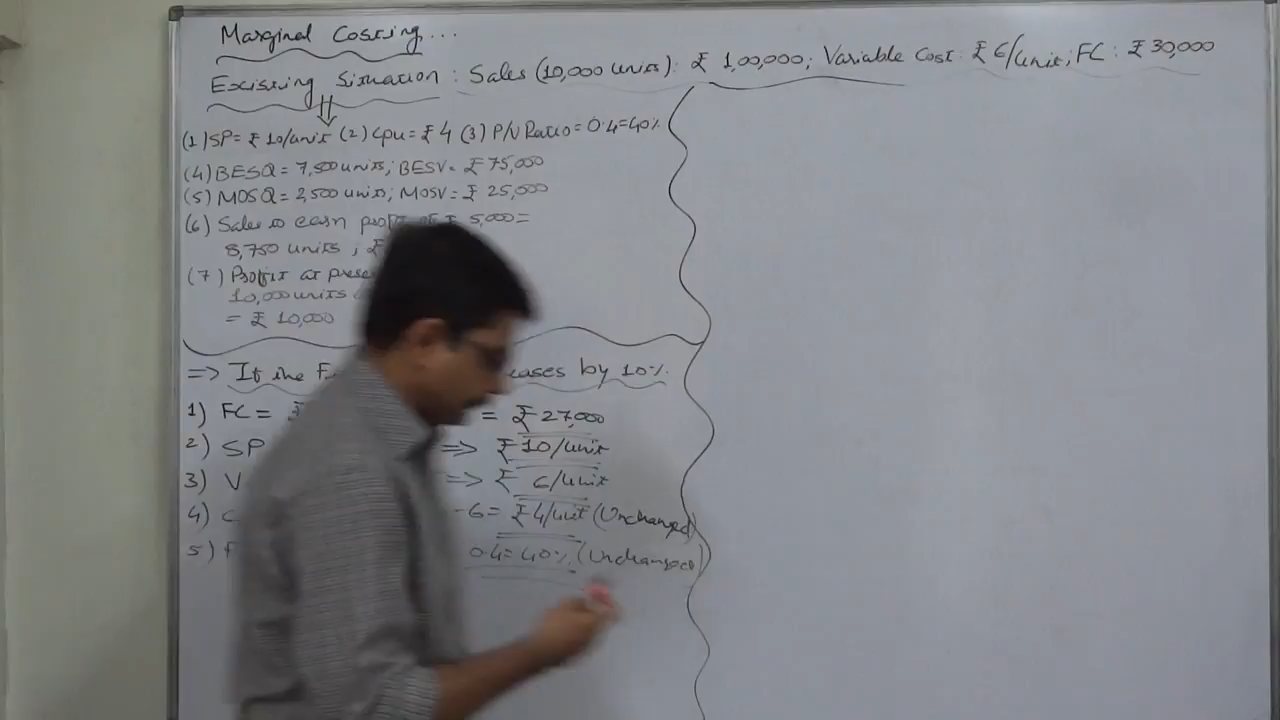 Marginal Costing...
Existing Situation : Sales (10,000 units): ₹ 1,00,000; Variable Cost: ₹ 6/unit; FC : ₹ 30,000
(1) SP= ₹ 10/unit (2) Cpu= ₹ 4 (3) P/V Ratio= 0.4=40%
(4) BESQ= 7,500 units; BESV= ₹ 75,000
(5) MOSQ= 2,500 units; MOSV= ₹ 25,000
(6) Sales to earn profit of ₹ 5,000=
8,750 units ; ₹
(7) Profit at
10,000 units
= ₹ 10,000
=> If the by 10%.
1) FC= = ₹ 27,000
2) SP => ₹ 10/unit
3) V => ₹ 6/unit
4) C -6= ₹ 4/unit (Unchanged)
5) 0.4= 40% (Unchanged)